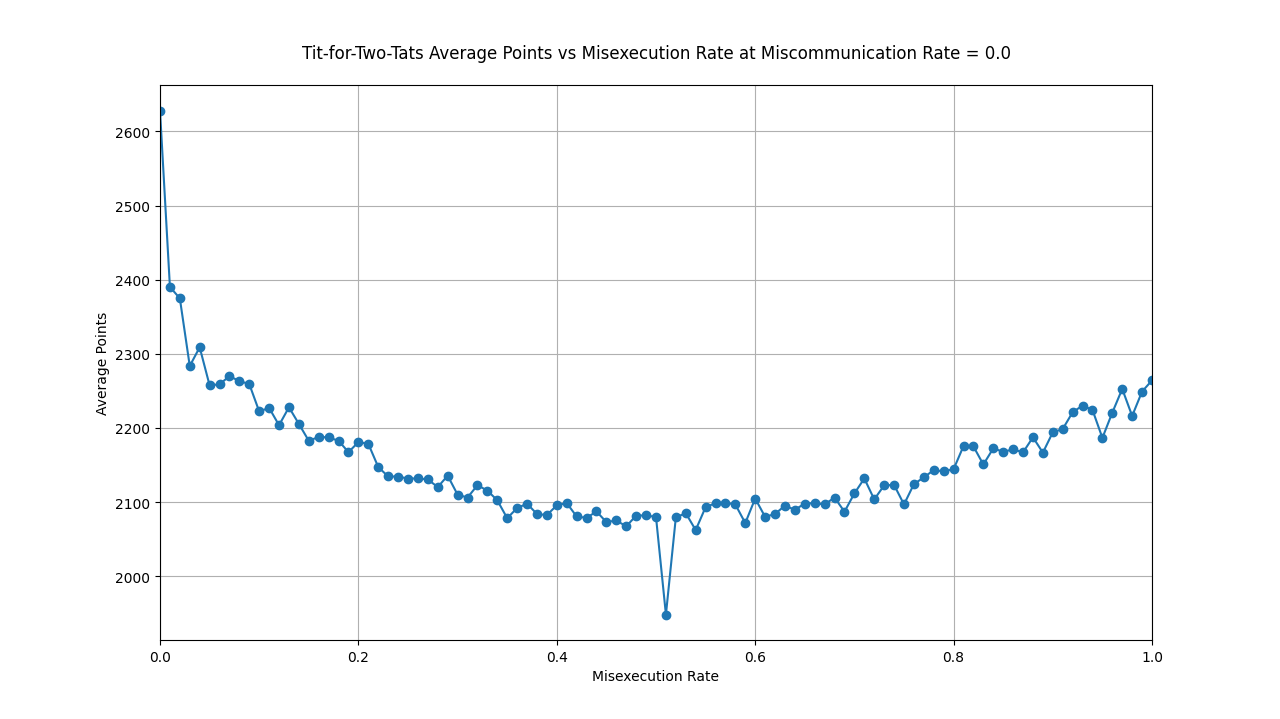 Tit-for-Two-Tats Average Points vs Misexecution Rate at Miscommunication Rate = 0.0
Average Points
2600
2500
2400
2300
2200
2100
2000
0.0 0.2 0.4 0.6 0.8 1.0
Misexecution Rate